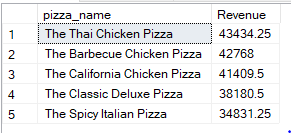 pizza_name Revenue
1 The Thai Chicken Pizza 43434.25
2 The Barbecue Chicken Pizza 42768
3 The California Chicken Pizza 41409.5
4 The Classic Deluxe Pizza 38180.5
5 The Spicy Italian Pizza 34831.25